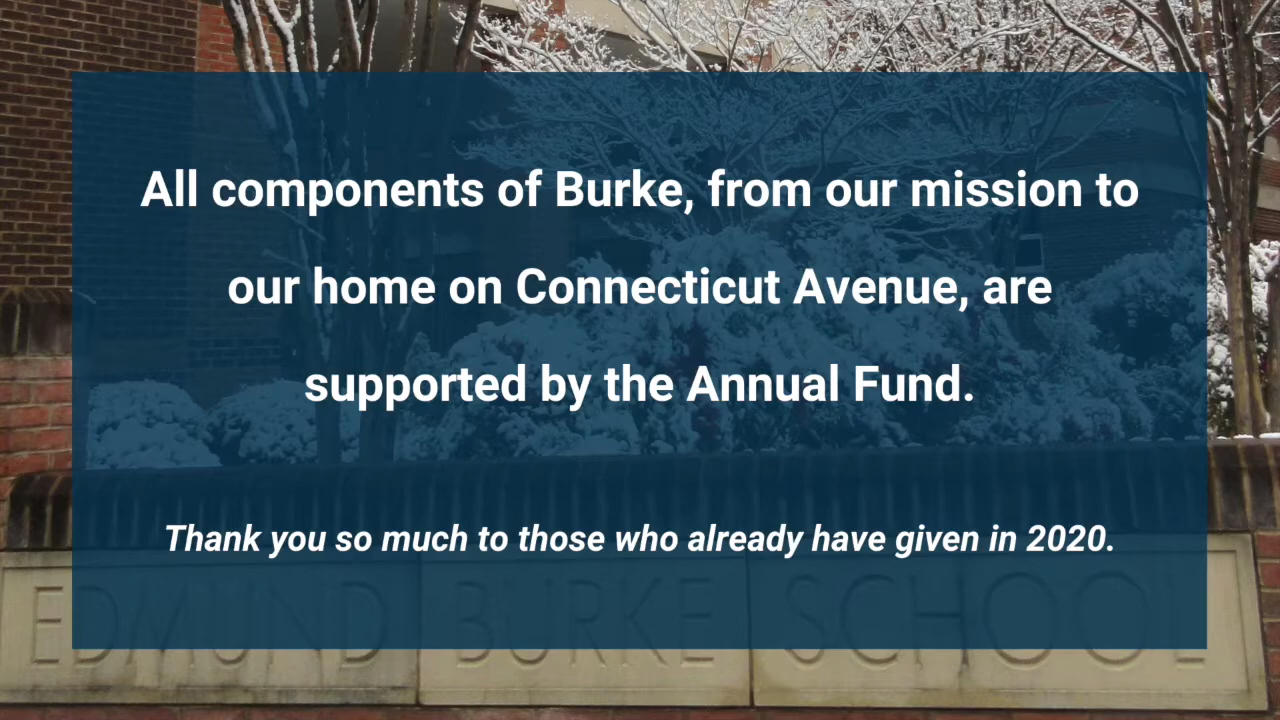 All components of Burke, from our mission to
our home on Connecticut Avenue, are
supported by the Annual Fund.
Thank you so much to those who already have given in 2020.
EDMUND BURKE SCHOOL